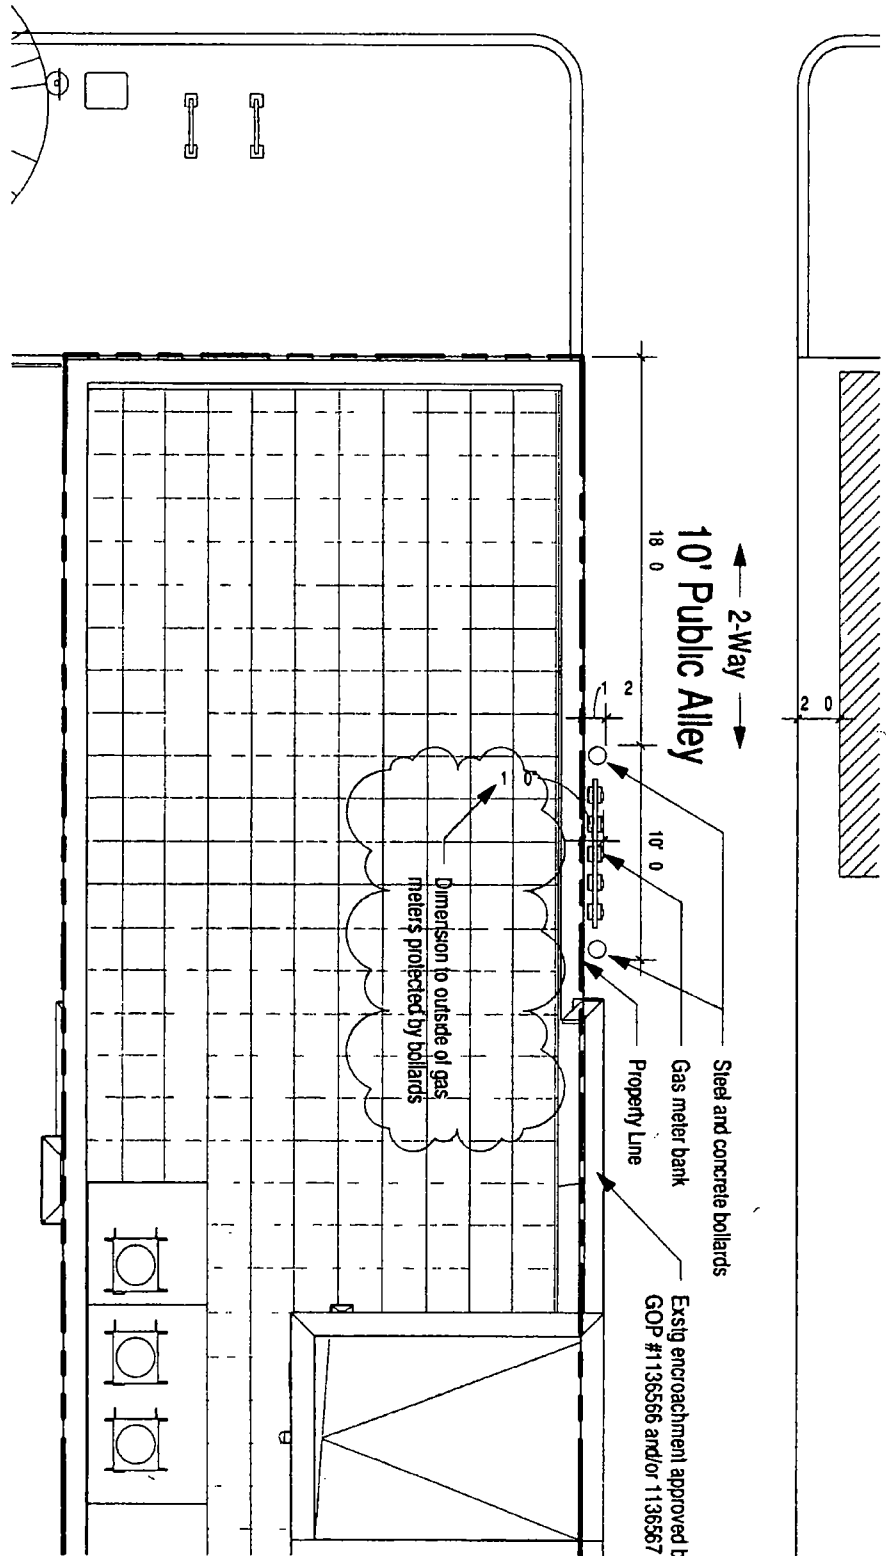 2-Way
10' Public Alley
18 0
1 2
2 0
10' 0
1 0"
Dimension to outside of gas
meters protected by bollards
Steel and concrete bollards
Gas meter bank
Property Line
Exstg encroachment approved b
GOP #1136566 and/or 1136567